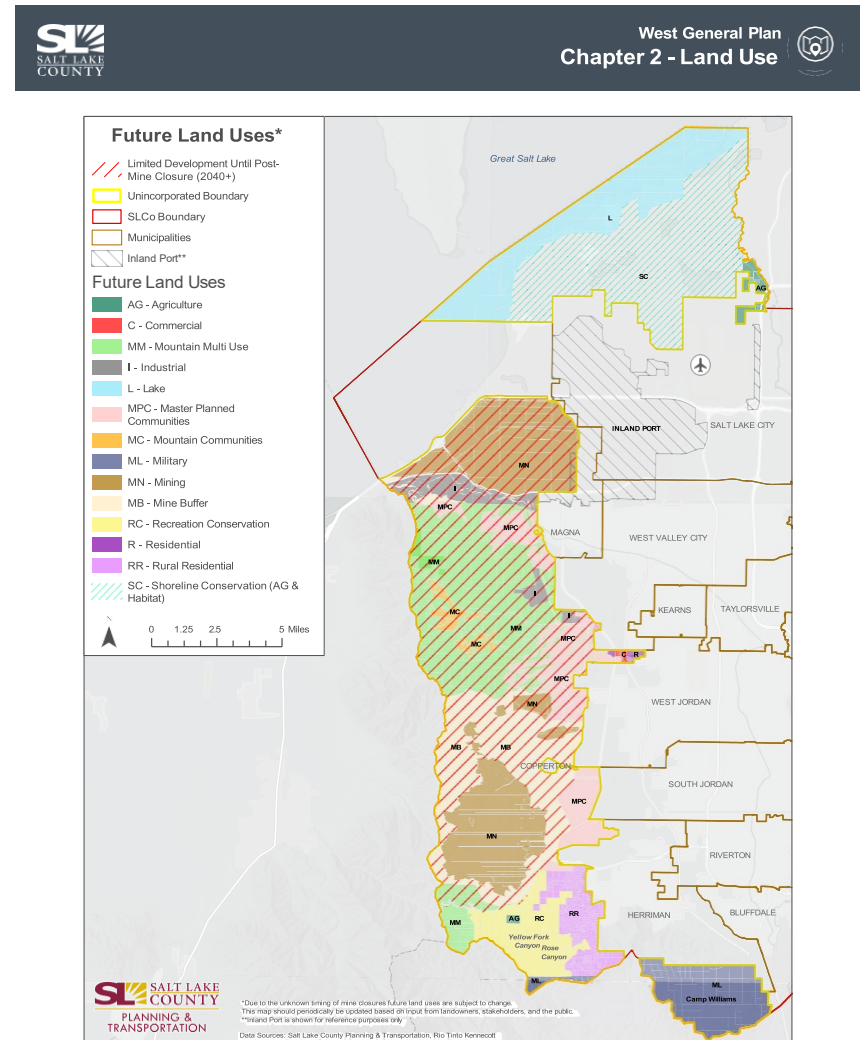 SL
SALT LAKE
COUNTY
West General Plan
Chapter 2 - Land Use
Future Land Uses*
Limited Development Until Post-
Mine Closure (2040+)
Unincorporated Boundary
SLCo Boundary
Municipalities
Inland Port**
Future Land Uses
AG - Agriculture
C - Commercial
MM - Mountain Multi Use
I - Industrial
L - Lake
MPC - Master Planned
Communities
MC - Mountain Communities
ML - Military
MN - Mining
MB - Mine Buffer
RC - Recreation Conservation
R - Residential
RR - Rural Residential
SC - Shoreline Conservation (AG &
Habitat)
N
0 1.25 2.5 5 Miles
Great Salt Lake
L
SC
AG
INLAND PORT
SALT LAKE CITY
MN
I
MPC
MPC
MAGNA
WEST VALLEY CITY
MM
I
MC
I
KEARNS
TAYLORSVILLE
MM
MPC
MC
C R
MPC
MN
WEST JORDAN
MB
MB
COPPERTON
SOUTH JORDAN
MPC
MN
RIVERTON
MM
AG
RC
RR
HERRIMAN
BLUFFDALE
Yellow Fork
Canyon
Rose
Canyon
ML
ML
Camp Williams
SL
SALT LAKE
COUNTY
PLANNING &
TRANSPORTATION
*Due to the unknown timing of mine closures future land uses are subject to change.
This map should periodically be updated based on input from landowners, stakeholders, and the public.
**Inland Port is shown for reference purposes only
Data Sources: Salt Lake County Planning & Transportation, Rio Tinto Kennecott